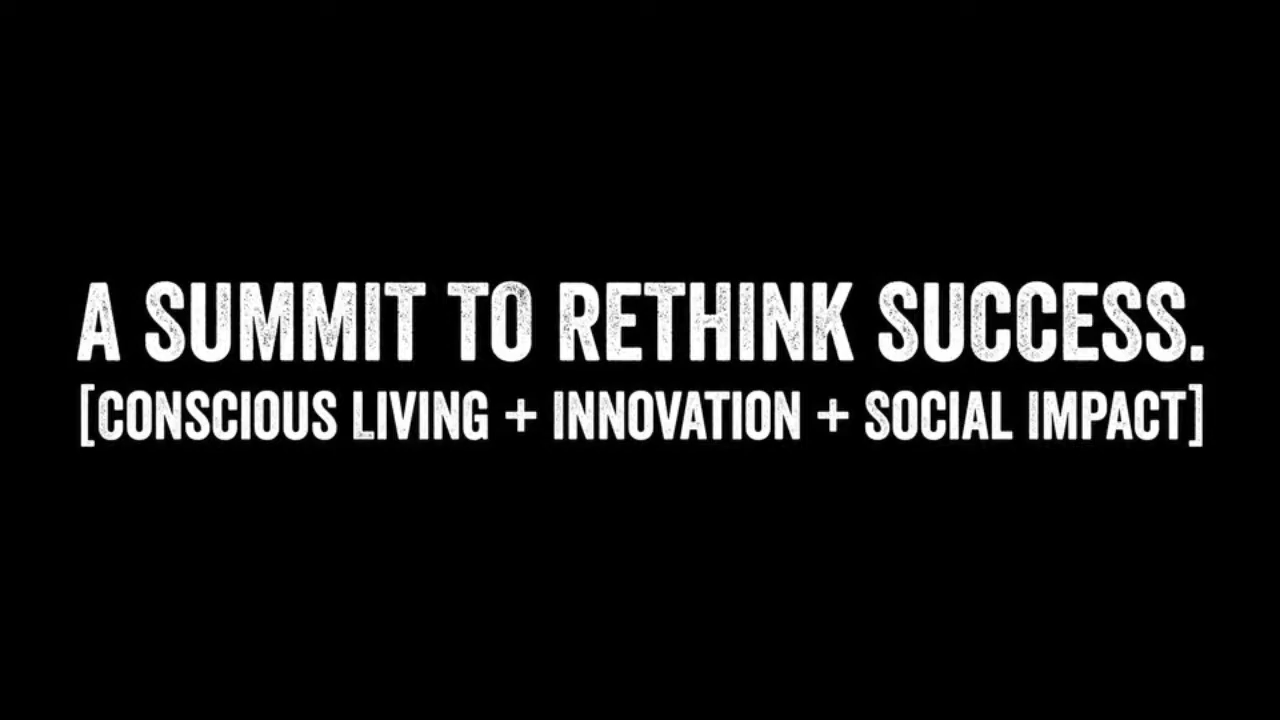 A SUMMIT TO RETHINK SUCCESS.
[CONSCIOUS LIVING + INNOVATION + SOCIAL IMPACT]